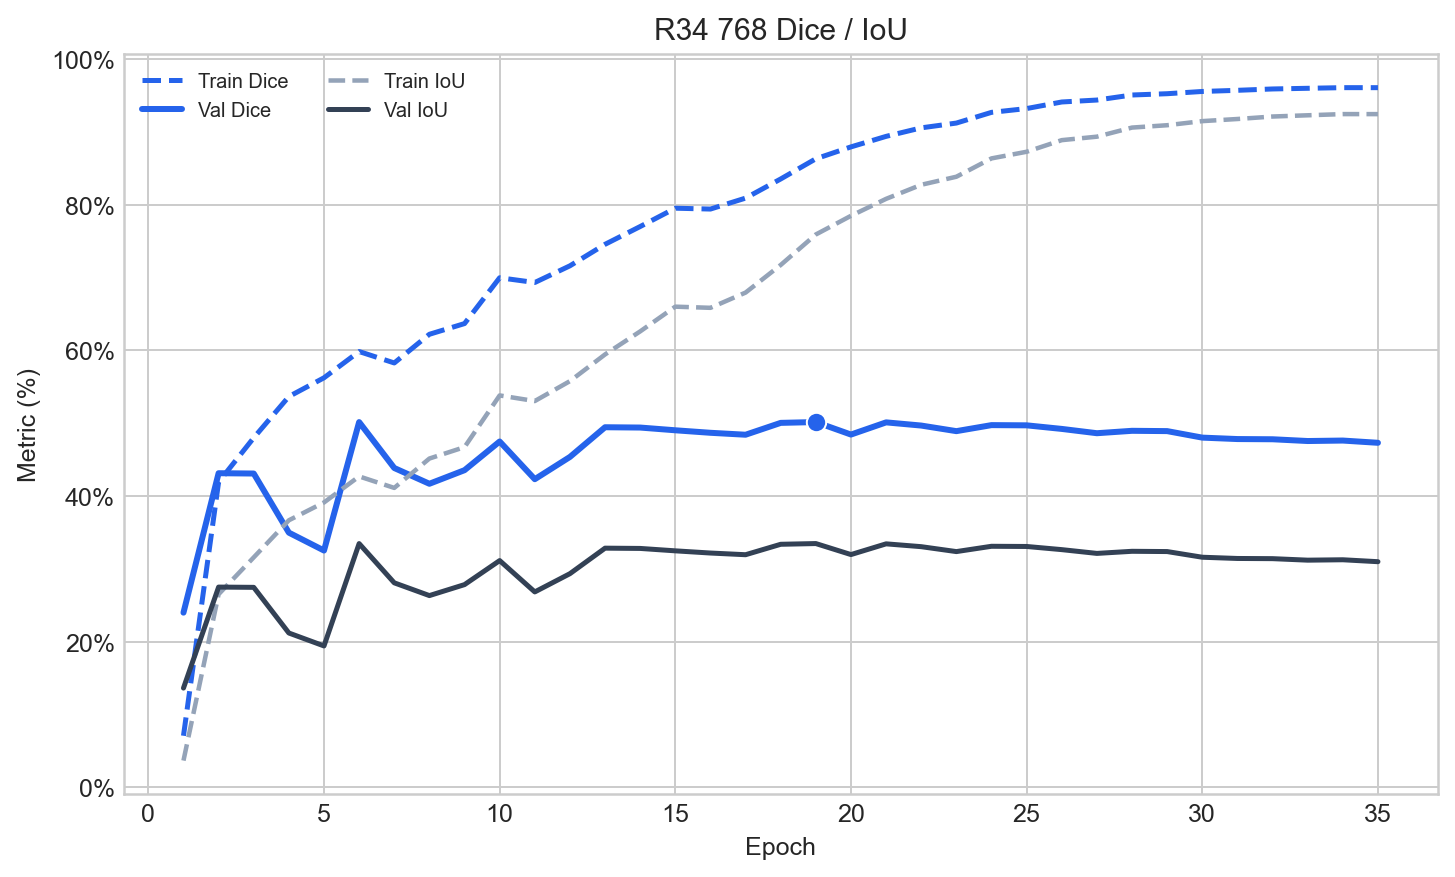 R34 768 Dice / IoU
Train Dice
Val Dice
Train IoU
Val IoU
Metric (%)
100%
80%
60%
40%
20%
0%
0 5 10 15 20 25 30 35
Epoch